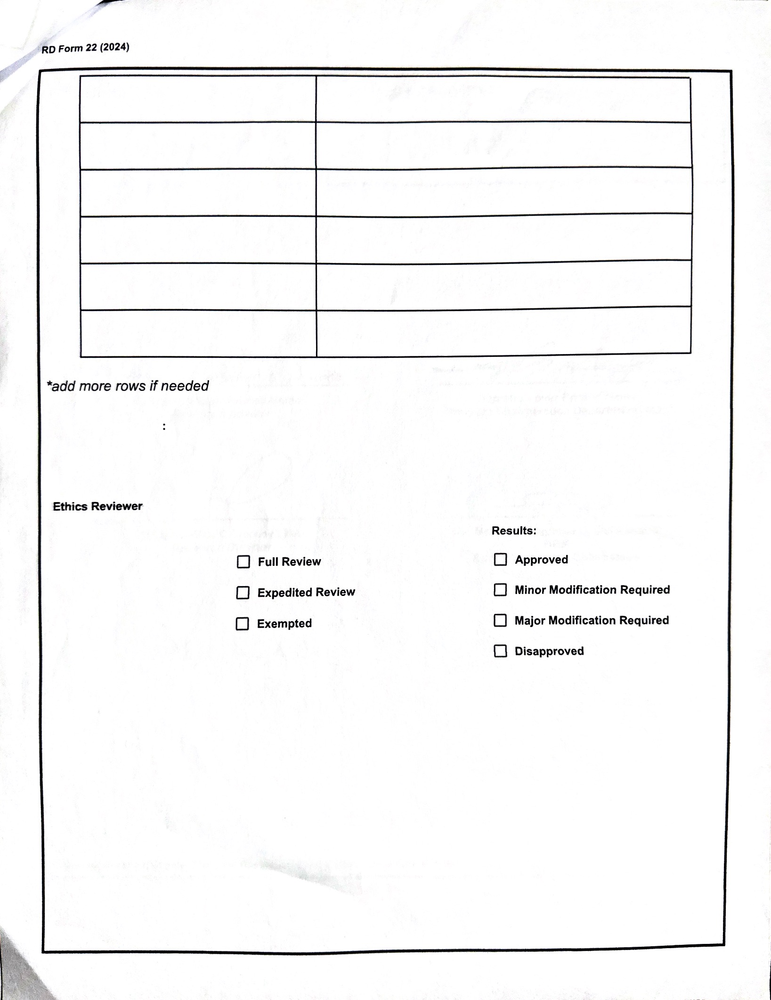 RD Form 22 (2024)
*add more rows if needed
:
Ethics Reviewer
Results:
Full Review
Approved
Expedited Review
Minor Modification Required
Exempted
Major Modification Required
Disapproved